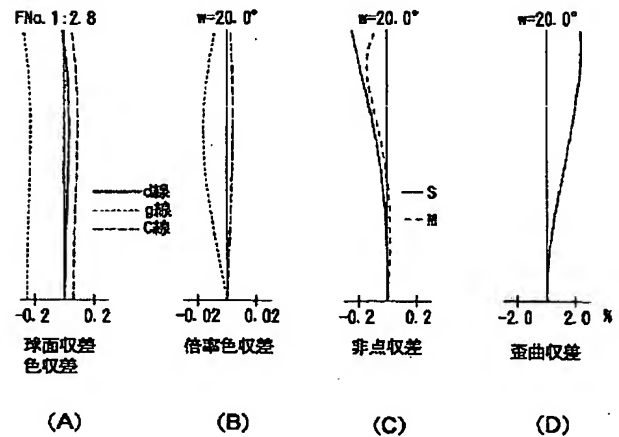 FNo. 1:2.8
w=20.0°
w=20.0°
w=20.0°
d線
g線
C線
S
M
-0.2 0.2
-0.02 0.02
-0.2 0.2
-2.0 2.0 %
球面収差
色収差
倍率色収差
非点収差
歪曲収差
(A)
(B)
(C)
(D)